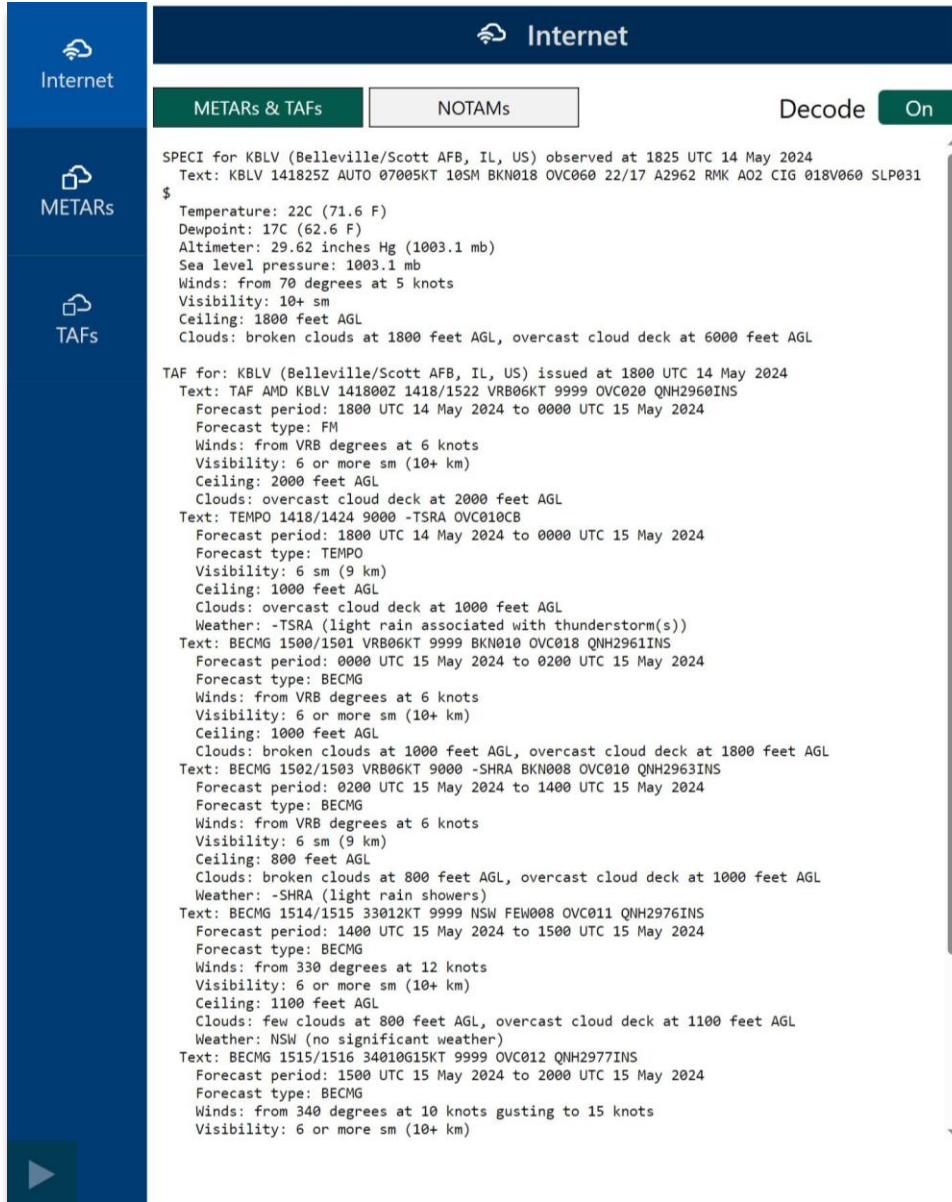 Internet
METARs
TAFs
Internet
METARs & TAFs
NOTAMs
Decode
On
SPECI for KBLV (Belleville/Scott AFB, IL, US) observed at 1825 UTC 14 May 2024
Text: KBLV 141825Z AUTO 07005KT 10SM BKN018 OVC060 22/17 A2962 RMK AO2 CIG 018V060 SLP031
$
Temperature: 22C (71.6 F)
Dewpoint: 17C (62.6 F)
Altimeter: 29.62 inches Hg (1003.1 mb)
Sea level pressure: 1003.1 mb
Winds: from 70 degrees at 5 knots
Visibility: 10+ sm
Ceiling: 1800 feet AGL
Clouds: broken clouds at 1800 feet AGL, overcast cloud deck at 6000 feet AGL
TAF for: KBLV (Belleville/Scott AFB, IL, US) issued at 1800 UTC 14 May 2024
Text: TAF AMD KBLV 141800Z 1418/1522 VRB06KT 9999 OVC020 QNH2960INS
Forecast period: 1800 UTC 14 May 2024 to 0000 UTC 15 May 2024
Forecast type: FM
Winds: from VRB degrees at 6 knots
Visibility: 6 or more sm (10+ km)
Ceiling: 2000 feet AGL
Clouds: overcast cloud deck at 2000 feet AGL
Text: TEMPO 1418/1424 9000 -TSRA OVC010CB
Forecast period: 1800 UTC 14 May 2024 to 0000 UTC 15 May 2024
Forecast type: TEMPO
Visibility: 6 sm (9 km)
Ceiling: 1000 feet AGL
Clouds: overcast cloud deck at 1000 feet AGL
Weather: -TSRA (light rain associated with thunderstorm(s))
Text: BECMG 1500/1501 VRB06KT 9999 BKN010 OVC018 QNH2961INS
Forecast period: 0000 UTC 15 May 2024 to 0200 UTC 15 May 2024
Forecast type: BECMG
Winds: from VRB degrees at 6 knots
Visibility: 6 or more sm (10+ km)
Ceiling: 1000 feet AGL
Clouds: broken clouds at 1000 feet AGL, overcast cloud deck at 1800 feet AGL
Text: BECMG 1502/1503 VRB06KT 9000 -SHRA BKN008 OVC010 QNH2963INS
Forecast period: 0200 UTC 15 May 2024 to 1400 UTC 15 May 2024
Forecast type: BECMG
Winds: from VRB degrees at 6 knots
Visibility: 6 sm (9 km)
Ceiling: 800 feet AGL
Clouds: broken clouds at 800 feet AGL, overcast cloud deck at 1000 feet AGL
Weather: -SHRA (light rain showers)
Text: BECMG 1514/1515 33012KT 9999 NSW FEW008 OVC011 QNH2976INS
Forecast period: 1400 UTC 15 May 2024 to 1500 UTC 15 May 2024
Forecast type: BECMG
Winds: from 330 degrees at 12 knots
Visibility: 6 or more sm (10+ km)
Ceiling: 1100 feet AGL
Clouds: few clouds at 800 feet AGL, overcast cloud deck at 1100 feet AGL
Weather: NSW (no significant weather)
Text: BECMG 1515/1516 34010G15KT 9999 OVC012 QNH2977INS
Forecast period: 1500 UTC 15 May 2024 to 2000 UTC 15 May 2024
Forecast type: BECMG
Winds: from 340 degrees at 10 knots gusting to 15 knots
Visibility: 6 or more sm (10+ km)